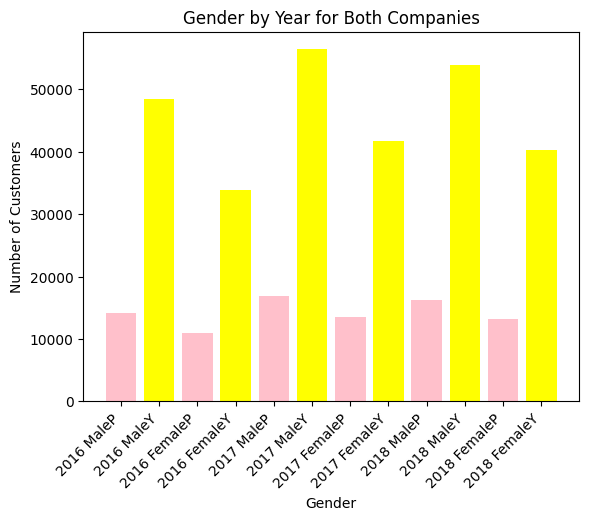 Gender by Year for Both Companies
Number of Customers
50000
40000
30000
20000
10000
0
2016 MaleP
2016 MaleY
2016 FemaleP
2016 FemaleY
2017 MaleP
2017 MaleY
2017 FemaleP
2017 FemaleY
2018 MaleP
2018 MaleY
2018 FemaleP
2018 FemaleY
Gender